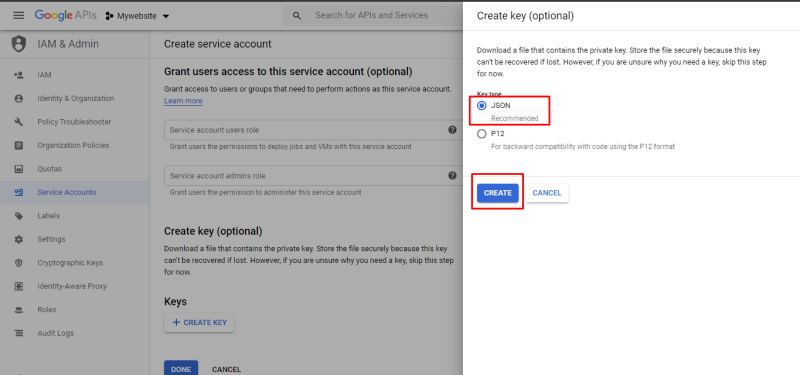 Google APIs
Mywebsite
Search for APIs and Services
IAM & Admin
IAM
Identity & Organization
Policy Troubleshooter
Organization Policies
Quotas
Service Accounts
Labels
Settings
Cryptographic Keys
Identity-Aware Proxy
Roles
Audit Logs
Create service account
Grant users access to this service account (optional)
Grant access to users or groups that need to perform actions as this service account.
Learn more
Service account users role
Grant users the permissions to deploy jobs and VMs with this service account
Service account admins role
Grant users the permission to administer this service account
Create key (optional)
Download a file that contains the private key. Store the file securely because this key
can't be recovered if lost. However, if you are unsure why you need a key, skip this step
for now.
Keys
+ CREATE KEY
DONE
CANCEL
Create key (optional)
Download a file that contains the private key. Store the file securely because this key
can't be recovered if lost. However, if you are unsure why you need a key, skip this step
for now.
Key type
JSON
Recommended
P12
For backward compatibility with code using the P12 format
CREATE
CANCEL